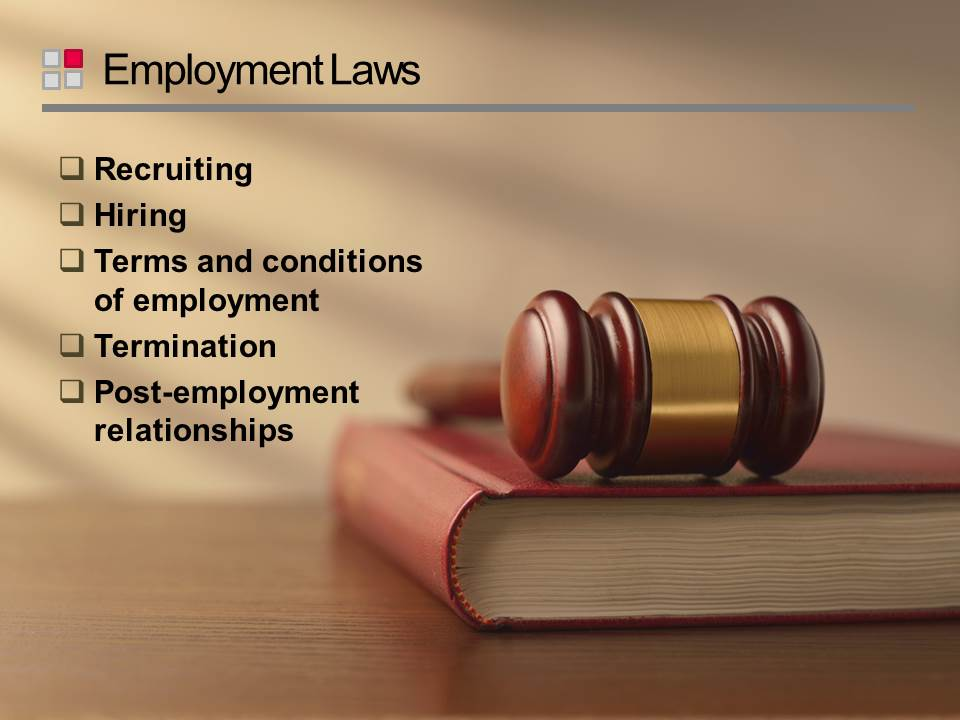 Employment Laws
Recruiting
Hiring
Terms and conditions
of employment
Termination
Post-employment
relationships